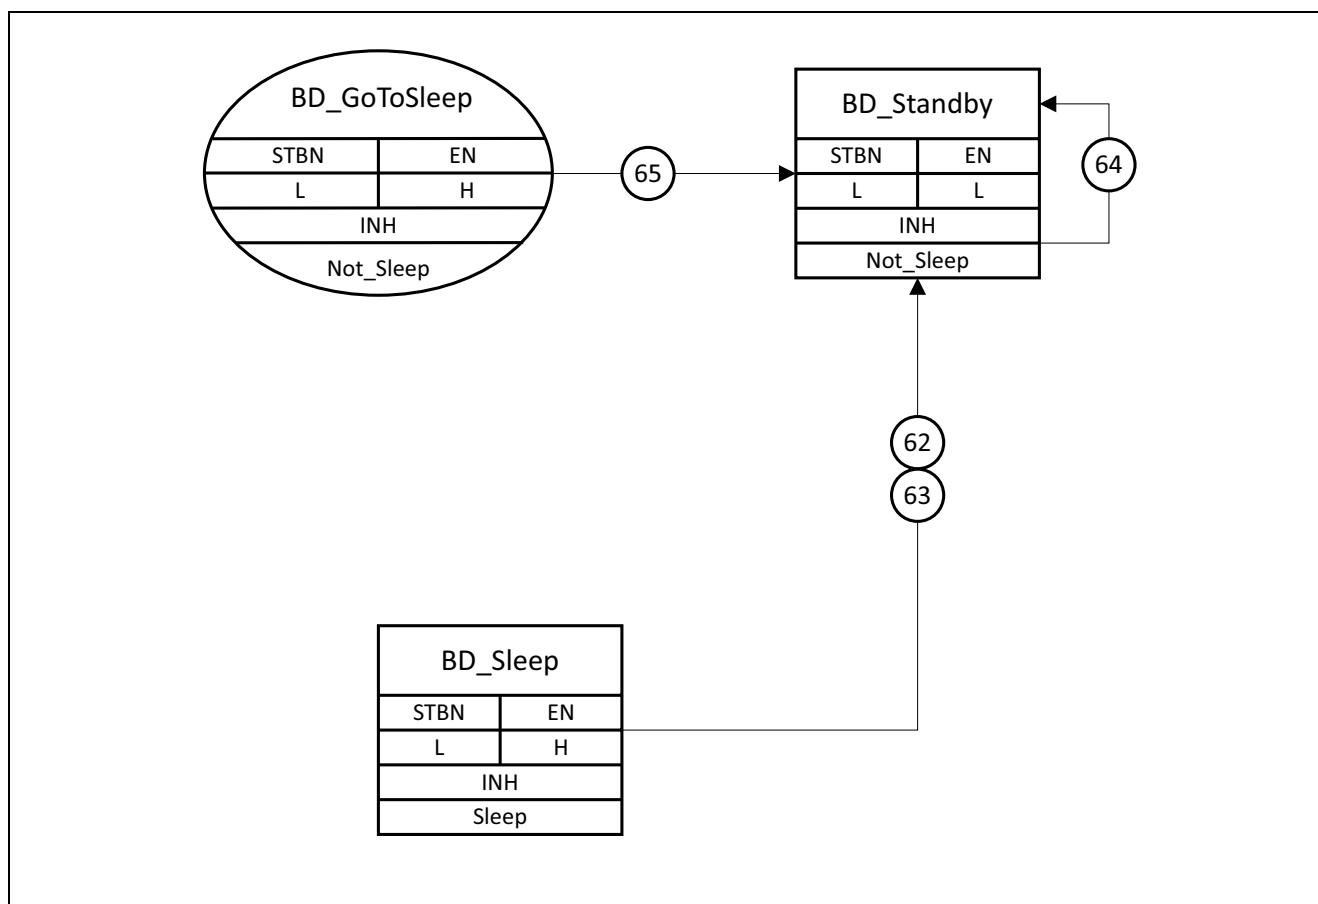 BD_GoToSleep
STBN EN
L H
INH
Not_Sleep
65
BD_Standby
STBN EN
L L
INH
Not_Sleep
64
62
63
BD_Sleep
STBN EN
L H
INH
Sleep